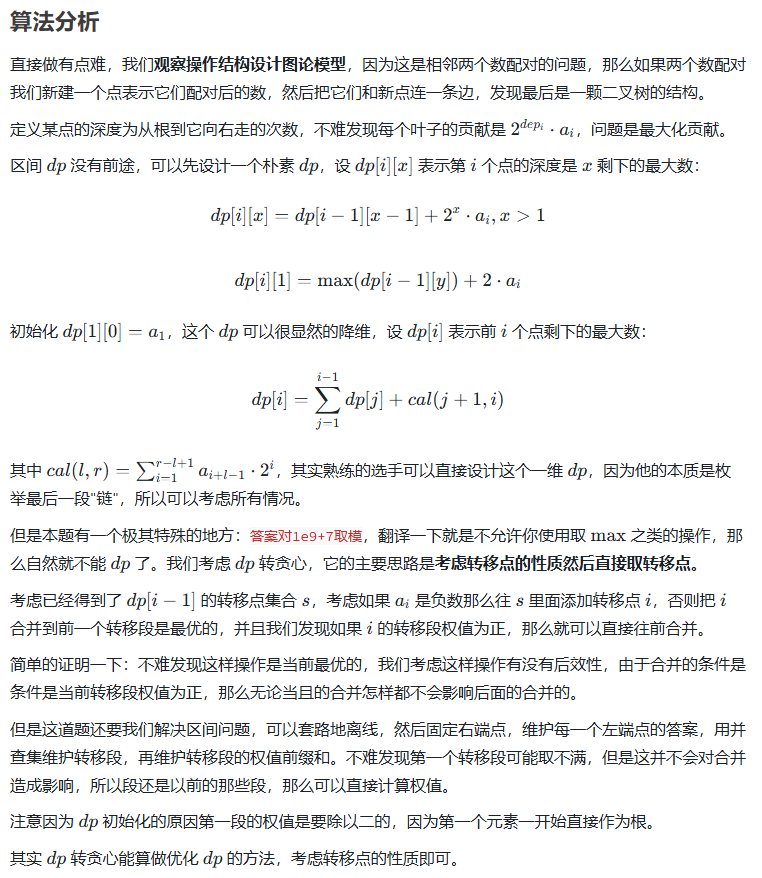 算法分析
直接做有点难，我们观察操作结构设计图论模型，因为这是相邻两个数配对的问题，那么如果两个数配对
我们新建一个点表示它们配对后的数，然后把它们和新点连一条边，发现最后是一颗二叉树的结构。
定义某点的深度为从根到它向右走的次数，不难发现每个叶子的贡献是 2^{dep_i} · a_i，问题是最大化贡献。
区间 dp 没有前途，可以先设计一个朴素 dp，设 dp[i][x] 表示第 i 个点的深度是 x 剩下的最大数：
dp[i][x] = dp[i − 1][x − 1] + 2^x · a_i, x > 1
dp[i][1] = max(dp[i − 1][y]) + 2 · a_i
初始化 dp[1][0] = a_1，这个 dp 可以很显然的降维，设 dp[i] 表示前 i 个点剩下的最大数：
dp[i] = \sum_{j=1}^{i−1} dp[j] + cal(j + 1, i)
其中 cal(l, r) = \sum_{i=1}^{r−l+1} a_{i+l−1} · 2^i，其实熟练的选手可以直接设计这个一维 dp，因为他的本质是枚
举最后一段"链"，所以可以考虑所有情况。
但是本题有一个极其特殊的地方：答案对1e9+7取模，翻译一下就是不允许你使用取 max 之类的操作，那
么自然就不能 dp 了。我们考虑 dp 转贪心，它的主要思路是考虑转移点的性质然后直接取转移点。
考虑已经得到了 dp[i − 1] 的转移点集合 s，考虑如果 a_i 是负数那么往 s 里面添加转移点 i，否则把 i
合并到前一个转移段是最优的，并且我们发现如果 i 的转移段权值为正，那么就可以直接往前合并。
简单的证明一下：不难发现这样操作是当前最优的，我们考虑这样操作有没有后效性，由于合并的条件是
条件是当前转移段权值为正，那么无论当且的合并怎样都不会影响后面的合并的。
但是这道题还要我们解决区间问题，可以套路地离线，然后固定右端点，维护每一个左端点的答案，用并
查集维护转移段，再维护转移段的权值前缀和。不难发现第一个转移段可能取不满，但是这并不会对合并
造成影响，所以段还是以前的那些段，那么可以直接计算权值。
注意因为 dp 初始化的原因第一段的权值是要除以二的，因为第一个元素一开始直接作为根。
其实 dp 转贪心能算做优化 dp 的方法，考虑转移点的性质即可。